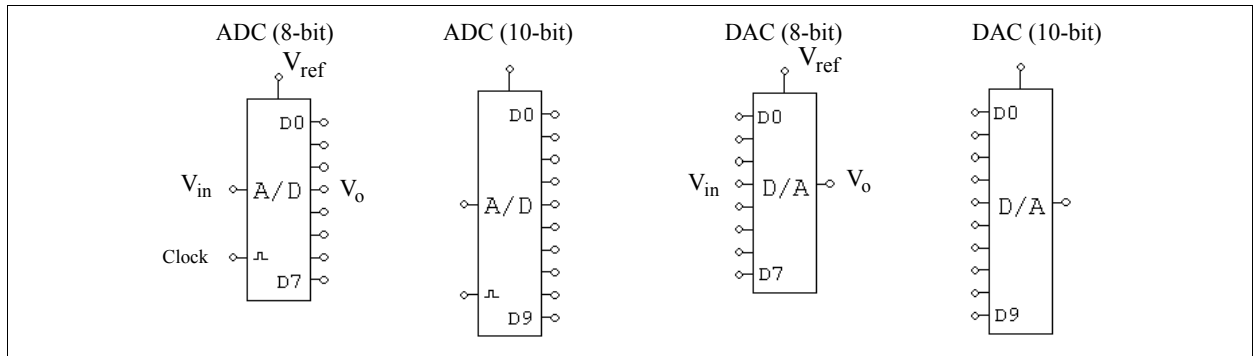 ADC (8-bit) ADC (10-bit) DAC (8-bit) DAC (10-bit)
Vref Vref
D0 D0 D0 D0
Vin A/D Vo A/D Vin D/A Vo D/A
Clock
D7 D9 D7 D9